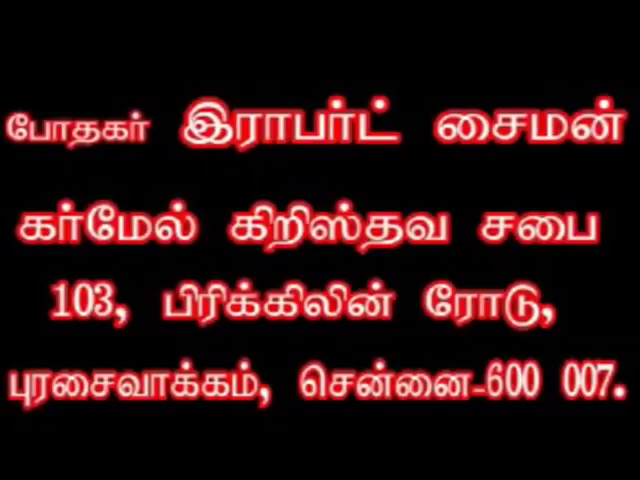 போதகர் இராபர்ட் சைமன்
கர்மேல் கிறிஸ்தவ சபை
103, பிரிக்கிலின் ரோடு,
புரசைவாக்கம், சென்னை-600 007.